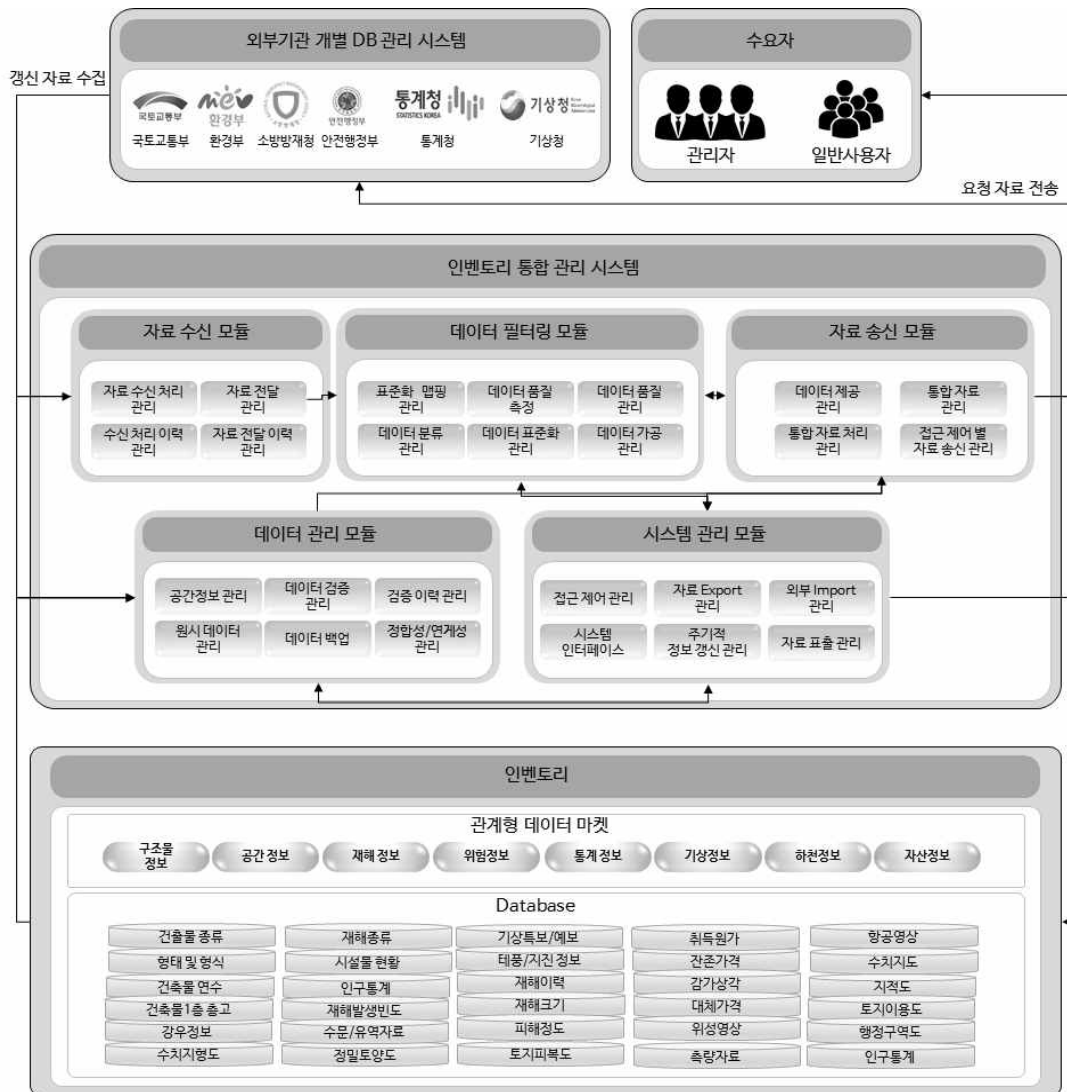 외부기관 개별 DB 관리 시스템
수요자
갱신 자료 수집
국토교통부
mev
환경부
안전행정부
통계청
STATISTICS KOREA
기상청
국토교통부
환경부
소방방재청
안전행정부
통계청
기상청
관리자
일반사용자
요청 자료 전송
인벤토리 통합 관리 시스템
자료 수신 모듈
데이터 필터링 모듈
자료 송신 모듈
자료 수신 처리
관리
자료 전달
관리
표준화 맵핑
관리
데이터 품질
측정
데이터 품질
관리
데이터 제공
관리
통합 자료
관리
수신 처리 이력
관리
자료 전달 이력
관리
데이터 분류
관리
데이터 표준화
관리
데이터 가공
관리
통합 자료 처리
관리
접근 제어 별
자료 송신 관리
데이터 관리 모듈
시스템 관리 모듈
공간정보 관리
데이터 검증
관리
검증 이력 관리
접근 제어 관리
자료 Export
관리
외부 Import
관리
원시 데이터
관리
데이터 백업
정합성/연계성
관리
시스템
인터페이스
주기적
정보 갱신 관리
자료 표출 관리
인벤토리
관계형 데이터 마켓
구조물
정보
공간 정보
재해 정보
위험정보
통계 정보
기상정보
하천정보
자산정보
Database
건출물 종류
재해종류
기상특보/예보
취득원가
항공영상
형태 및 형식
시설물 현황
테풍/지진 정보
잔존가격
수치지도
건축물 연수
인구통계
재해이력
감가상각
지적도
건축물1층 층고
재해발생빈도
재해크기
대체가격
토지이용도
강우정보
수문/유역자료
피해정도
위성영상
행정구역도
수치지형도
정밀토양도
토지피복도
측량자료
인구통계